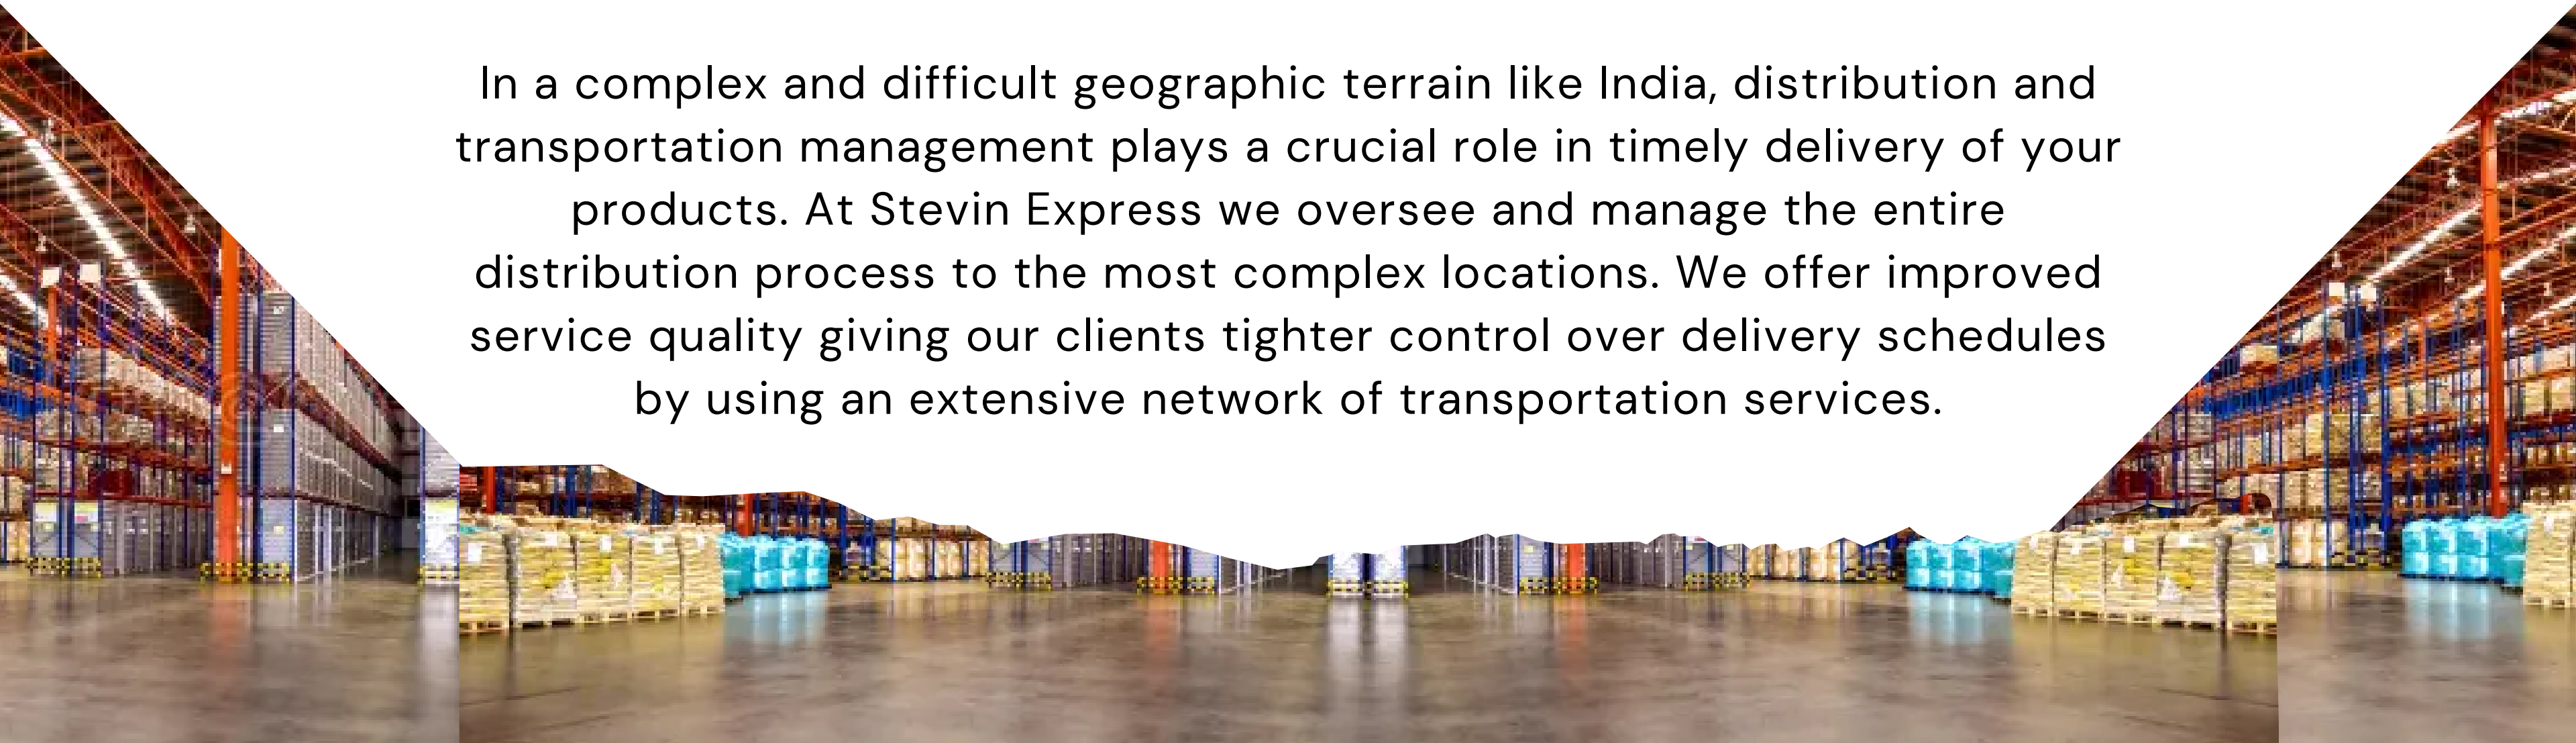 In a complex and difficult geographic terrain like India, distribution and
transportation management plays a crucial role in timely delivery of your
products. At Stevin Express we oversee and manage the entire
distribution process to the most complex locations. We offer improved
service quality giving our clients tighter control over delivery schedules
by using an extensive network of transportation services.